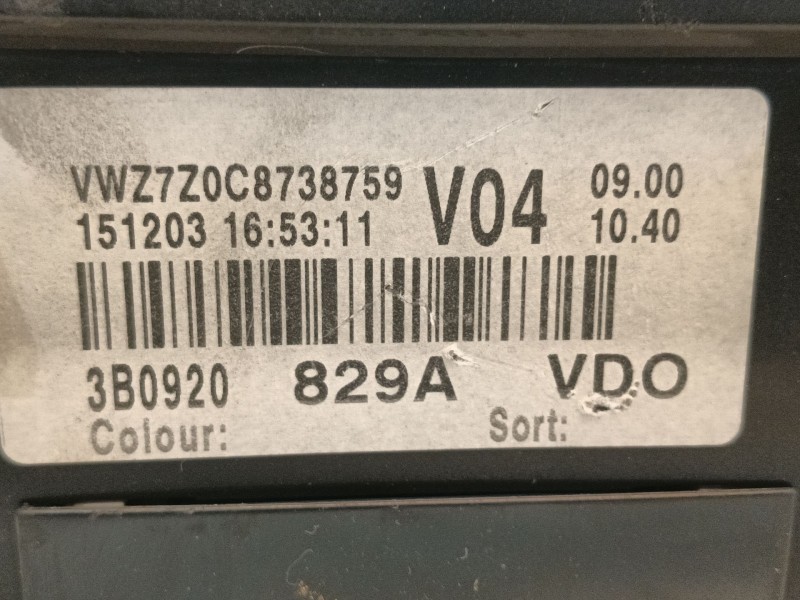 VWZ7Z0C8738759 V04 09.00
151203 16:53:11 10.40
3B0920 829A VDO
Colour: Sort: